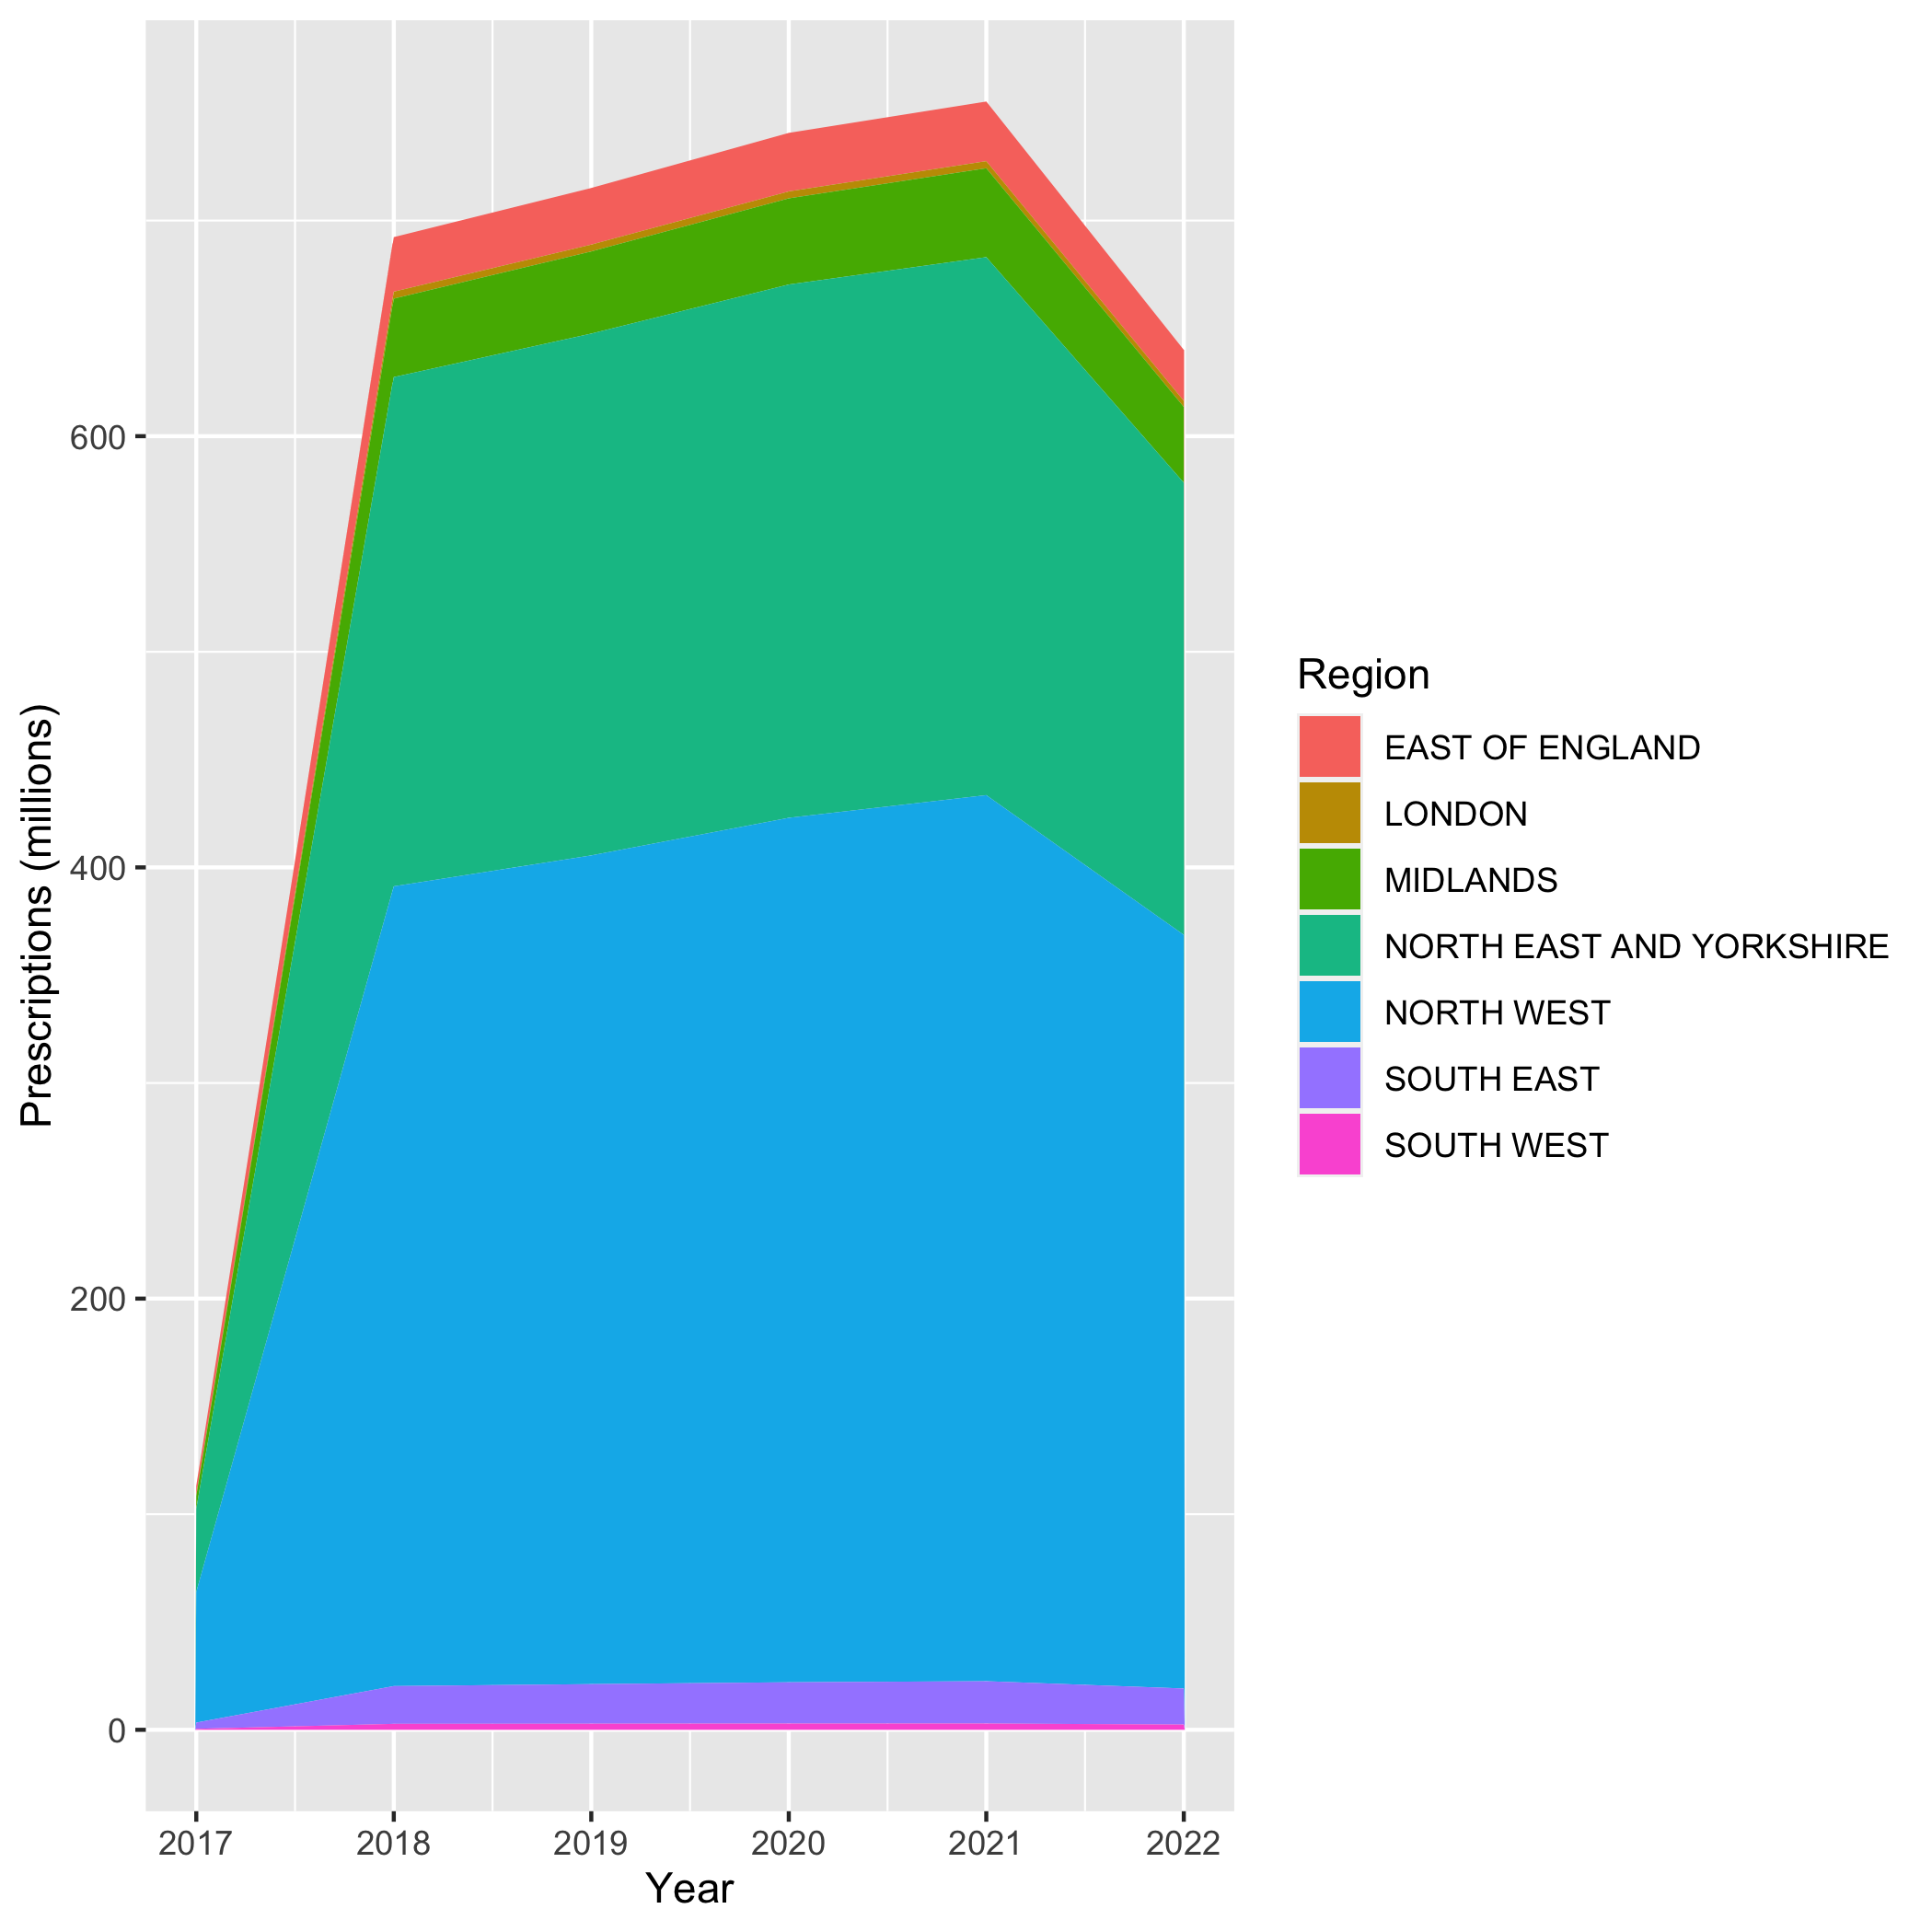 Prescriptions (millions)
600
400
200
0
2017 2018 2019 2020 2021 2022
Year
Region
EAST OF ENGLAND
LONDON
MIDLANDS
NORTH EAST AND YORKSHIRE
NORTH WEST
SOUTH EAST
SOUTH WEST